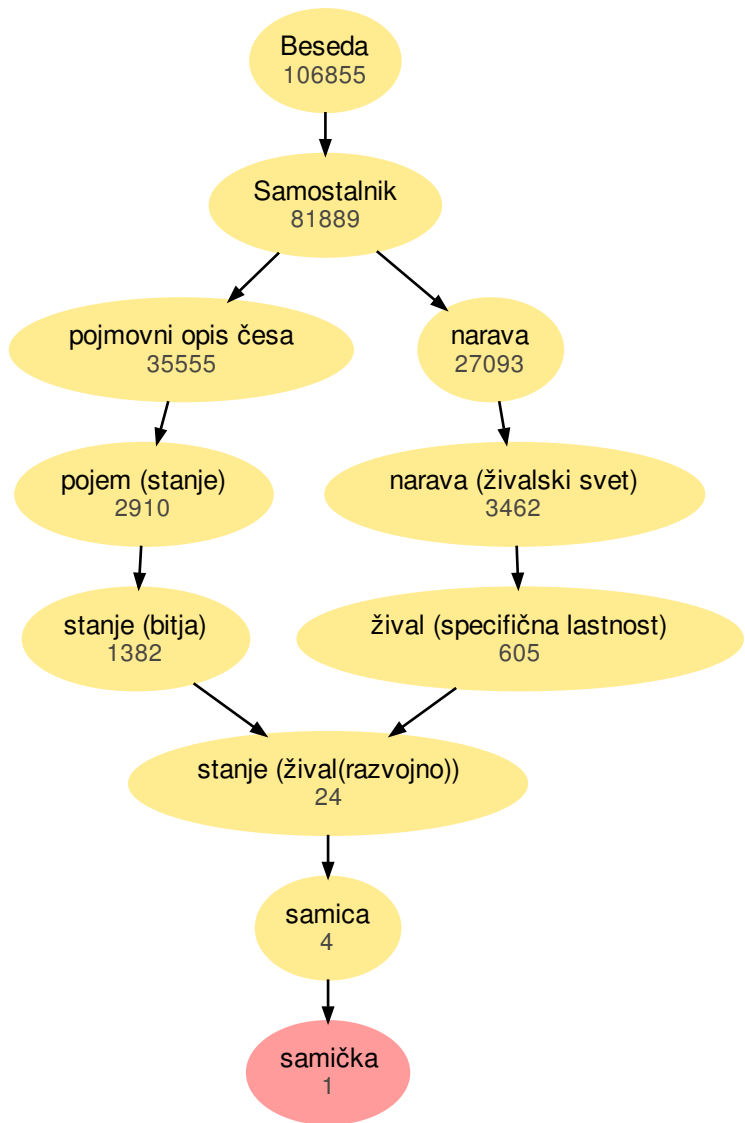 Beseda
106855
Samostalnik
81889
pojmovni opis česa
35555
narava
27093
pojem (stanje)
2910
narava (živalski svet)
3462
stanje (bitja)
1382
žival (specifična lastnost)
605
stanje (žival(razvojno))
24
samica
4
samička
1